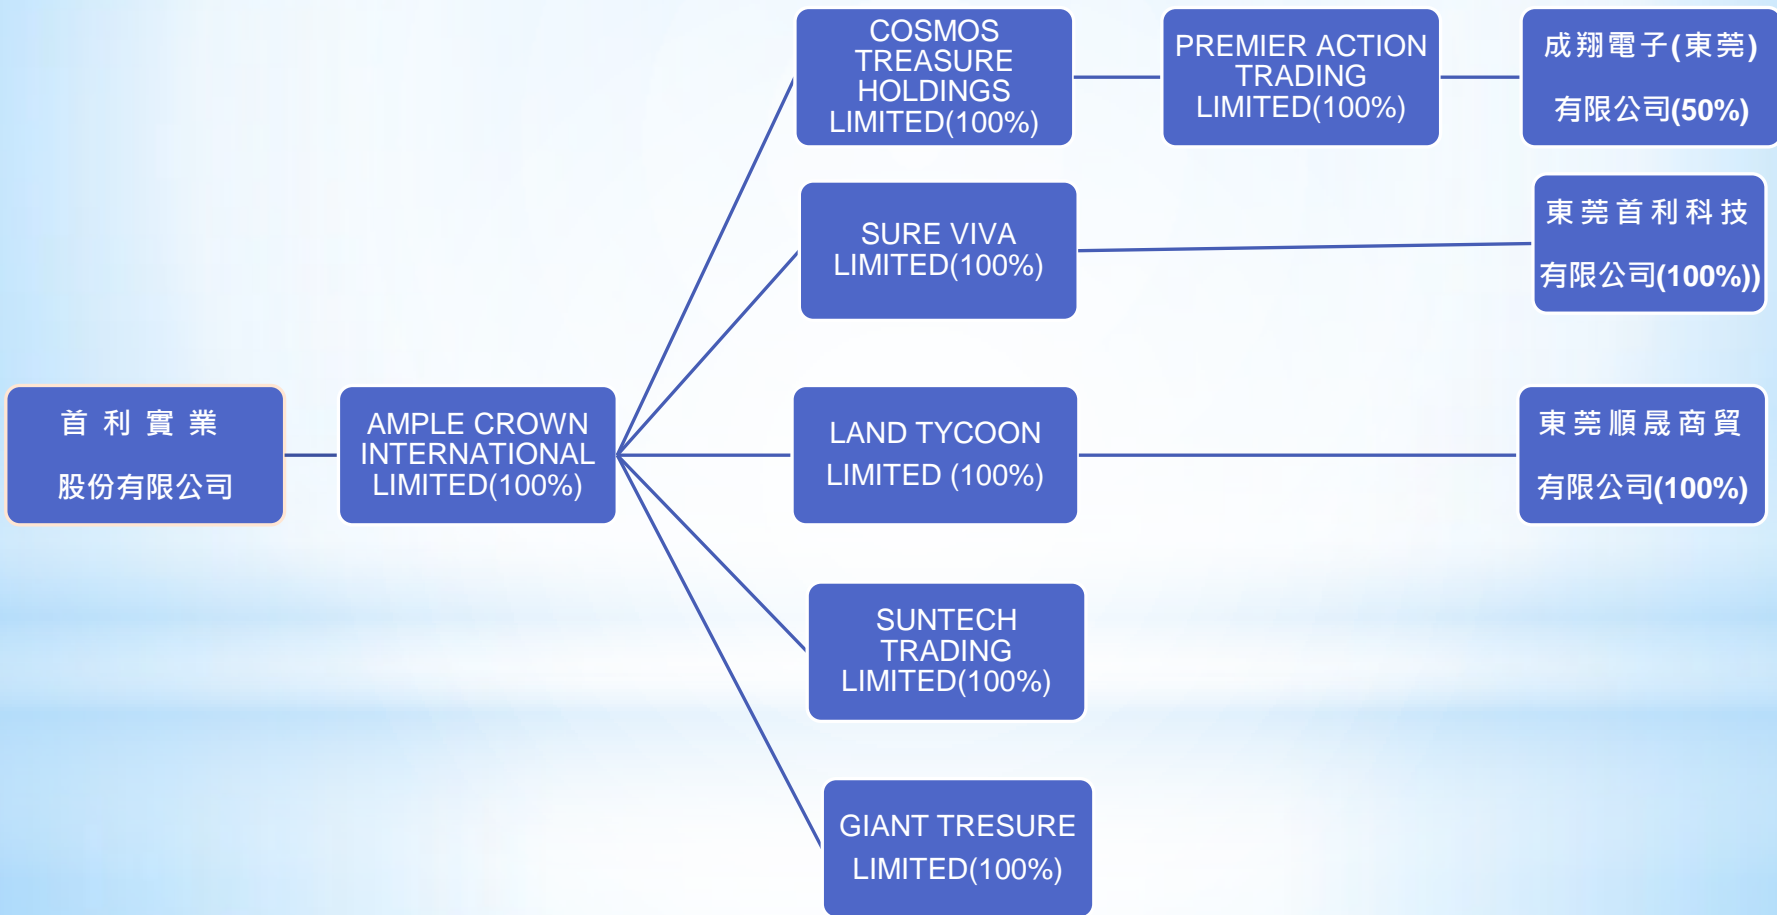 首利實業
股份有限公司
AMPLE CROWN
INTERNATIONAL
LIMITED(100%)
COSMOS
TREASURE
HOLDINGS
LIMITED(100%)
PREMIER ACTION
TRADING
LIMITED(100%)
成翔電子(東莞)
有限公司(50%)
SURE VIVA
LIMITED(100%)
東莞首利科技
有限公司(100%))
LAND TYCOON
LIMITED (100%)
東莞順晟商貿
有限公司(100%)
SUNTECH
TRADING
LIMITED(100%)
GIANT TRESURE
LIMITED(100%)